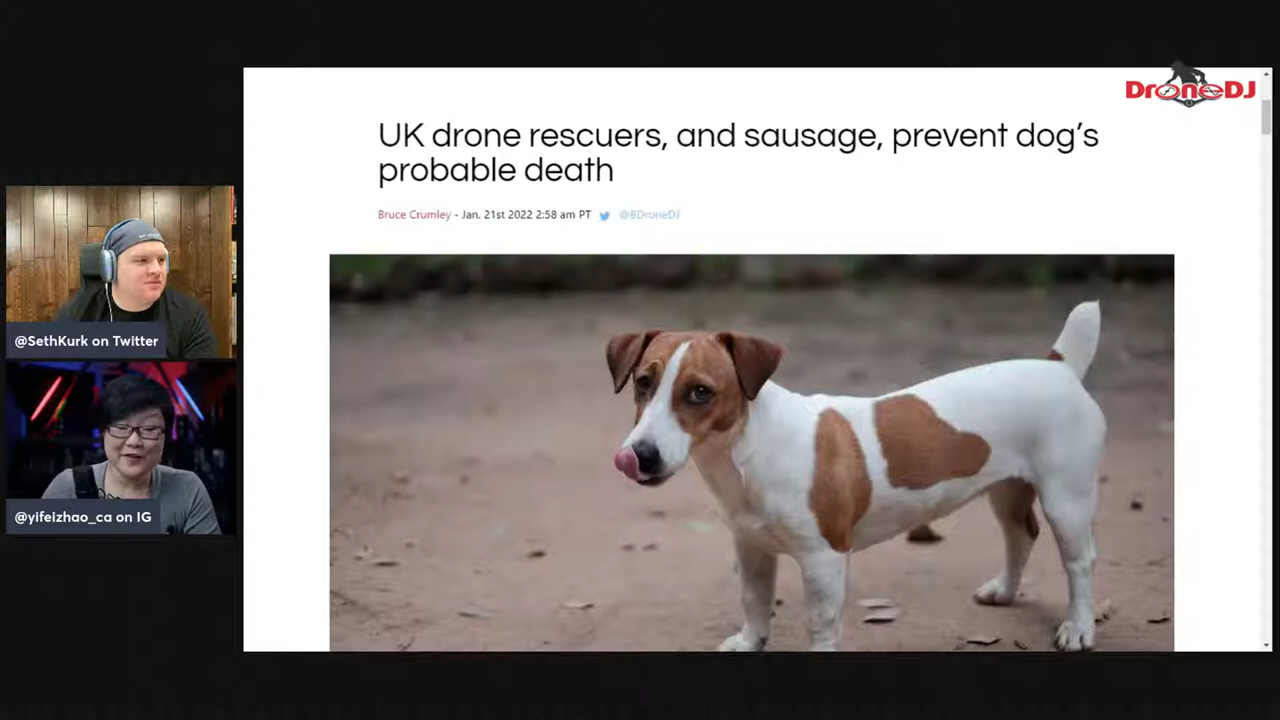 DroneDJ
UK drone rescuers, and sausage, prevent dog’s
probable death
Bruce Crumley - Jan. 21st 2022 2:58 am PT @BDroneDJ
@SethKurk on Twitter
@yifeizhao_ca on IG